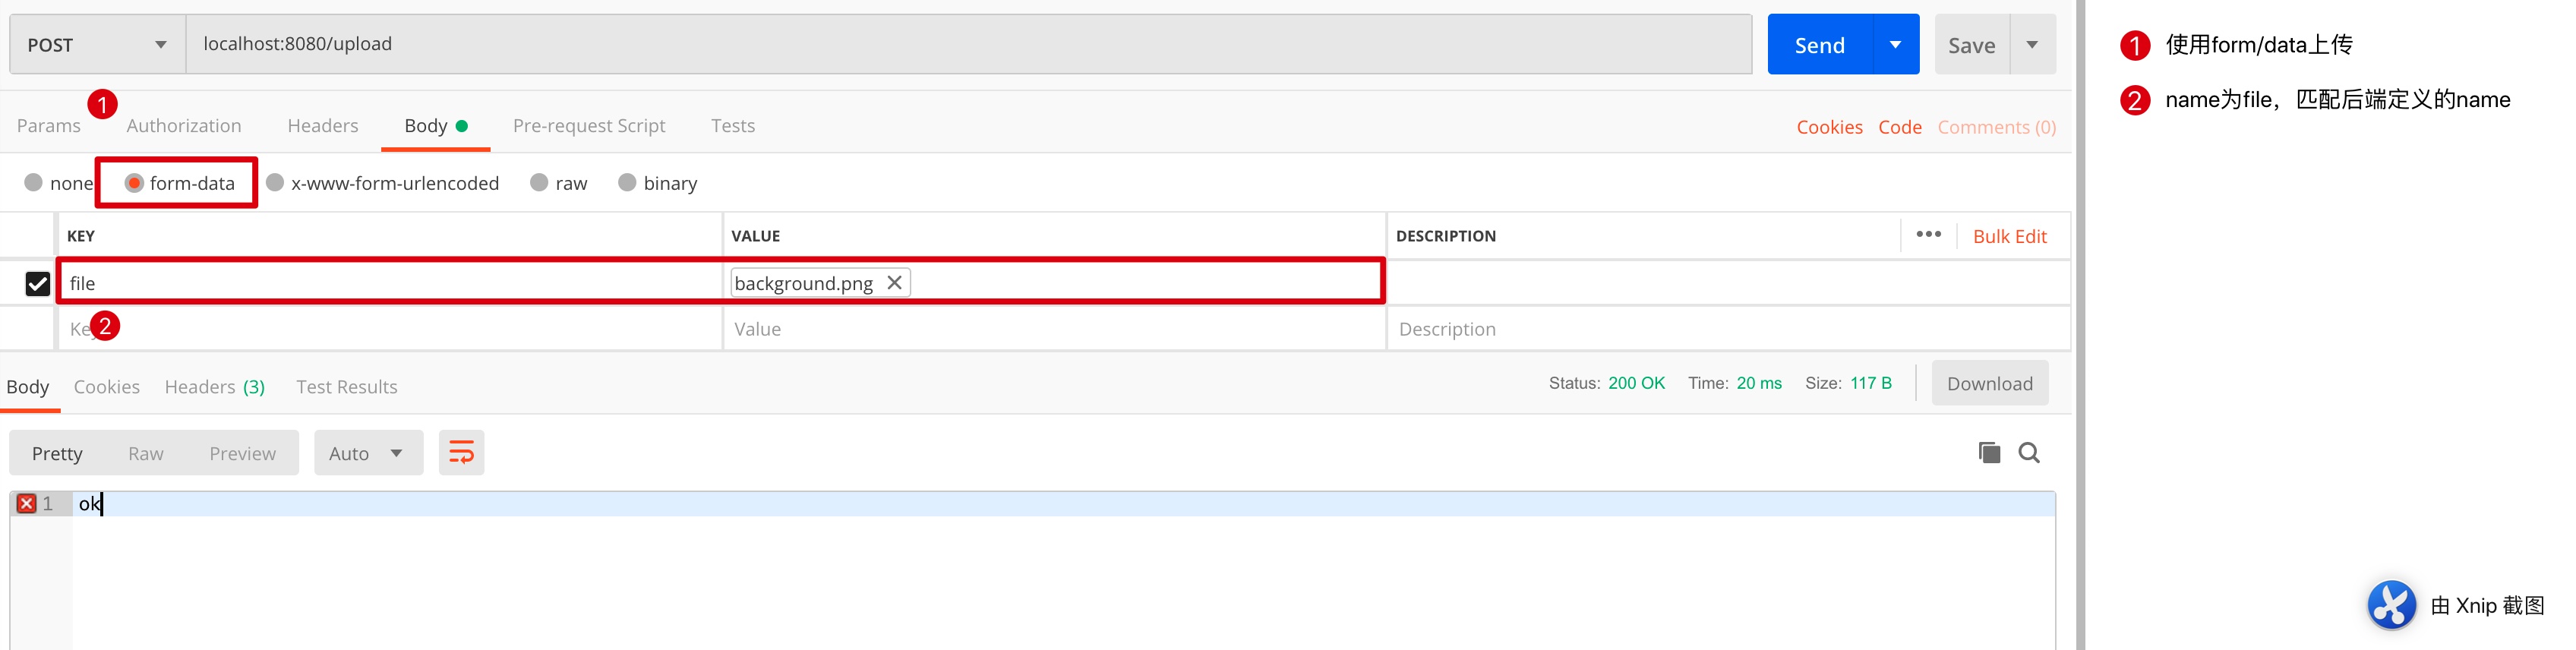 POST localhost:8080/upload Send Save
1
Params Authorization Headers Body Pre-request Script Tests Cookies Code Comments (0)
none form-data x-www-form-urlencoded raw binary
KEY VALUE DESCRIPTION ••• Bulk Edit
file background.png
2
Value Description
Body Cookies Headers (3) Test Results Status: 200 OK Time: 20 ms Size: 117 B Download
Pretty Raw Preview Auto
1 ok
1 使用form/data上传
2 name为file，匹配后端定义的name
由 Xnip 截图